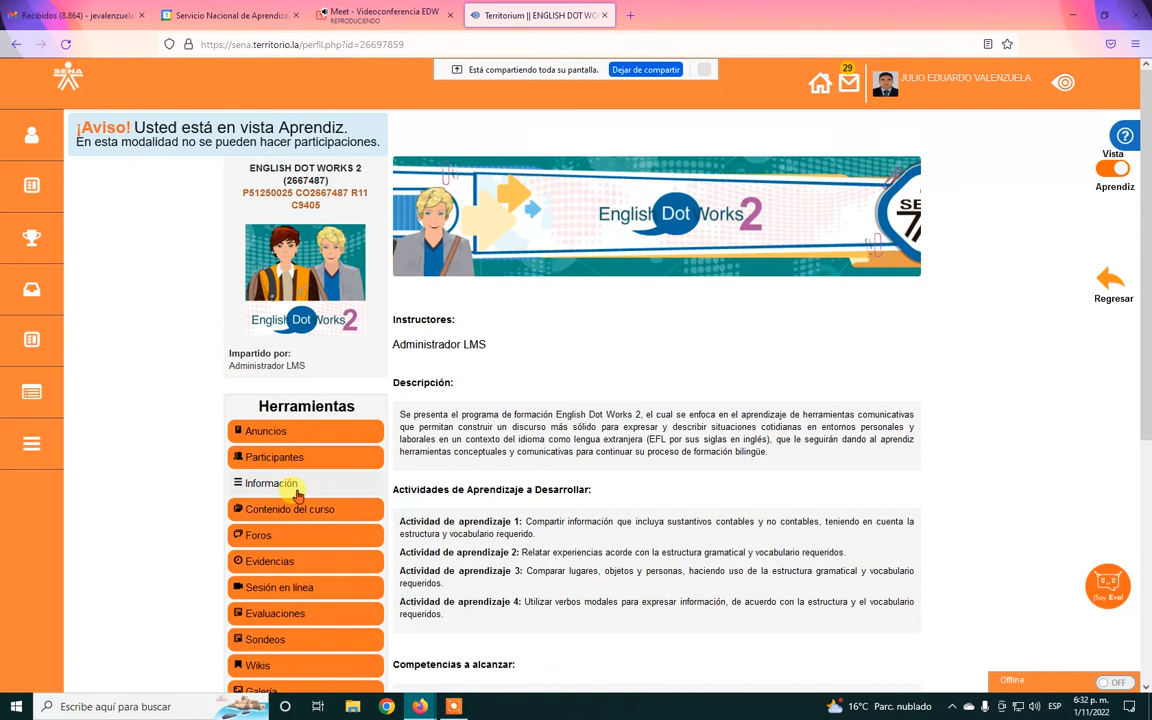 Recibidos (3.054) - jevalenzuela
Servicio Nacional de Aprendizaje
Meet - Videoconferencia EDW
REPRODUCIENDO
Territorium || ENGLISH DOT WO
https://sena.territorio.la/perfil.php?id=26697859
Está compartiendo toda su pantalla.
Dejar de compartir
SENA
29
JULIO EDUARDO VALENZUELA
¡Aviso! Usted está en vista Aprendiz.
En esta modalidad no se pueden hacer participaciones.
Vista
Aprendiz
Regresar
ENGLISH DOT WORKS 2
(2667487)
P51250025 CO2667487 R11
C9405
English Dot Works 2
Impartido por:
Administrador LMS
English Dot Works 2
Instructores:
Administrador LMS
Descripción:
Se presenta el programa de formación English Dot Works 2, el cual se enfoca en el aprendizaje de herramientas comunicativas
que permitan construir un discurso más sólido para expresar y describir situaciones cotidianas en entornos personales y
laborales en un contexto del idioma como lengua extranjera (EFL por sus siglas en inglés), que le seguirán dando al aprendiz
herramientas conceptuales y comunicativas para continuar su proceso de formación bilingüe.
Actividades de Aprendizaje a Desarrollar:
Actividad de aprendizaje 1: Compartir información que incluya sustantivos contables y no contables, teniendo en cuenta la
estructura y vocabulario requerido.
Actividad de aprendizaje 2: Relatar experiencias acorde con la estructura gramatical y vocabulario requeridos.
Actividad de aprendizaje 3: Comparar lugares, objetos y personas, haciendo uso de la estructura gramatical y vocabulario
requeridos.
Actividad de aprendizaje 4: Utilizar verbos modales para expresar información, de acuerdo con la estructura y el vocabulario
requeridos.
Competencias a alcanzar:
Herramientas
Anuncios
Participantes
Información
Contenido del curso
Foros
Evidencias
Sesión en línea
Evaluaciones
Sondeos
Wikis
Galería
¡Soy Eva!
Offline
OFF
Escribe aquí para buscar
16°C Parc. nublado
ESP
6:32 p. m.
1/11/2022